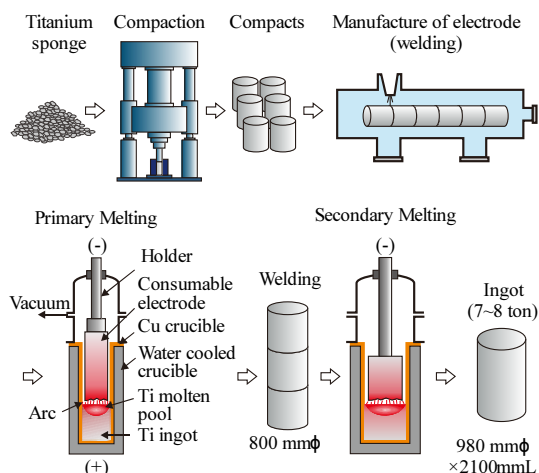 Titanium
sponge
Compaction
Compacts
Manufacture of electrode
(welding)
Primary Melting
(-)
Holder
Consumable
electrode
Vacuum
Cu crucible
Water cooled
crucible
Arc
Ti molten
pool
Ti ingot
(+)
Welding
800 mmϕ
Secondary Melting
(-)
Ingot
(7~8 ton)
980 mmϕ
×2100mmL